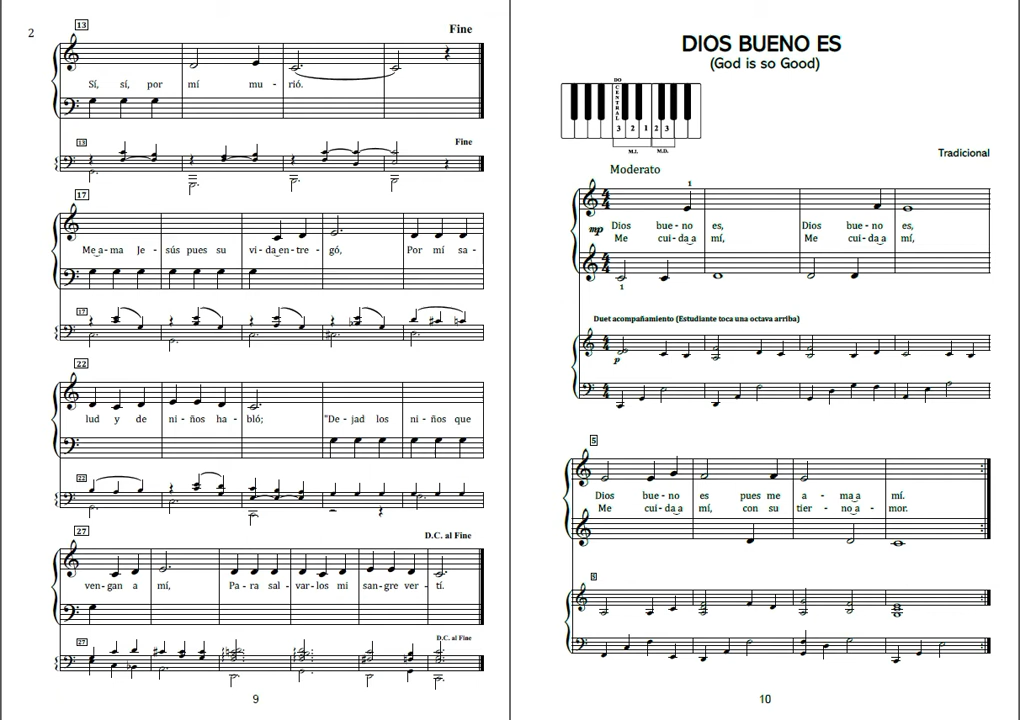 2
13
Fine
Sí, sí, por mí mu - rió.
13
Fine
17
Me a-ma Je - sús pues su vi-da en-tre - gó, Por mí sa -
17
22
lud y de ni - ños ha - bló; "De - jad los ni - ños que
22
27
D.C. al Fine
ven-gan a mí, Pa - ra sal - var-los mi san-gre ver - tí.
27
D.C. al Fine
9
DIOS BUENO ES
(God is so Good)
DO CENTRAL
3 2 1 2 3
M.I. M.D.
Tradicional
Moderato
1
mp
Dios bue - no es, Dios bue - no es,
Me cui - da a mí, Me cui - da a mí,
1
Duet acompañamiento (Estudiante toca una octava arriba)
p
5
Dios bue - no es pues me a - ma a mí.
Me cui - da a mí, con su tier - no a - mor.
5
10